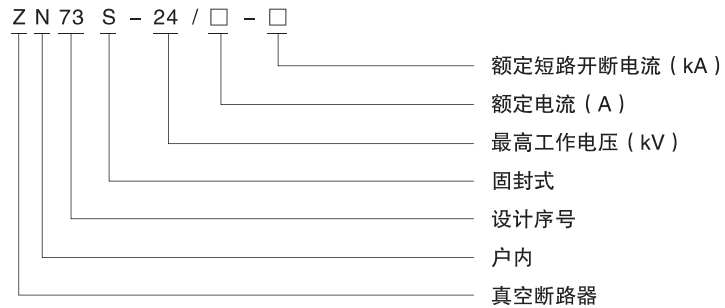 ZN73S-24/□-□
额定短路开断电流（kA）
额定电流（A）
最高工作电压（kV）
固封式
设计序号
户内
真空断路器